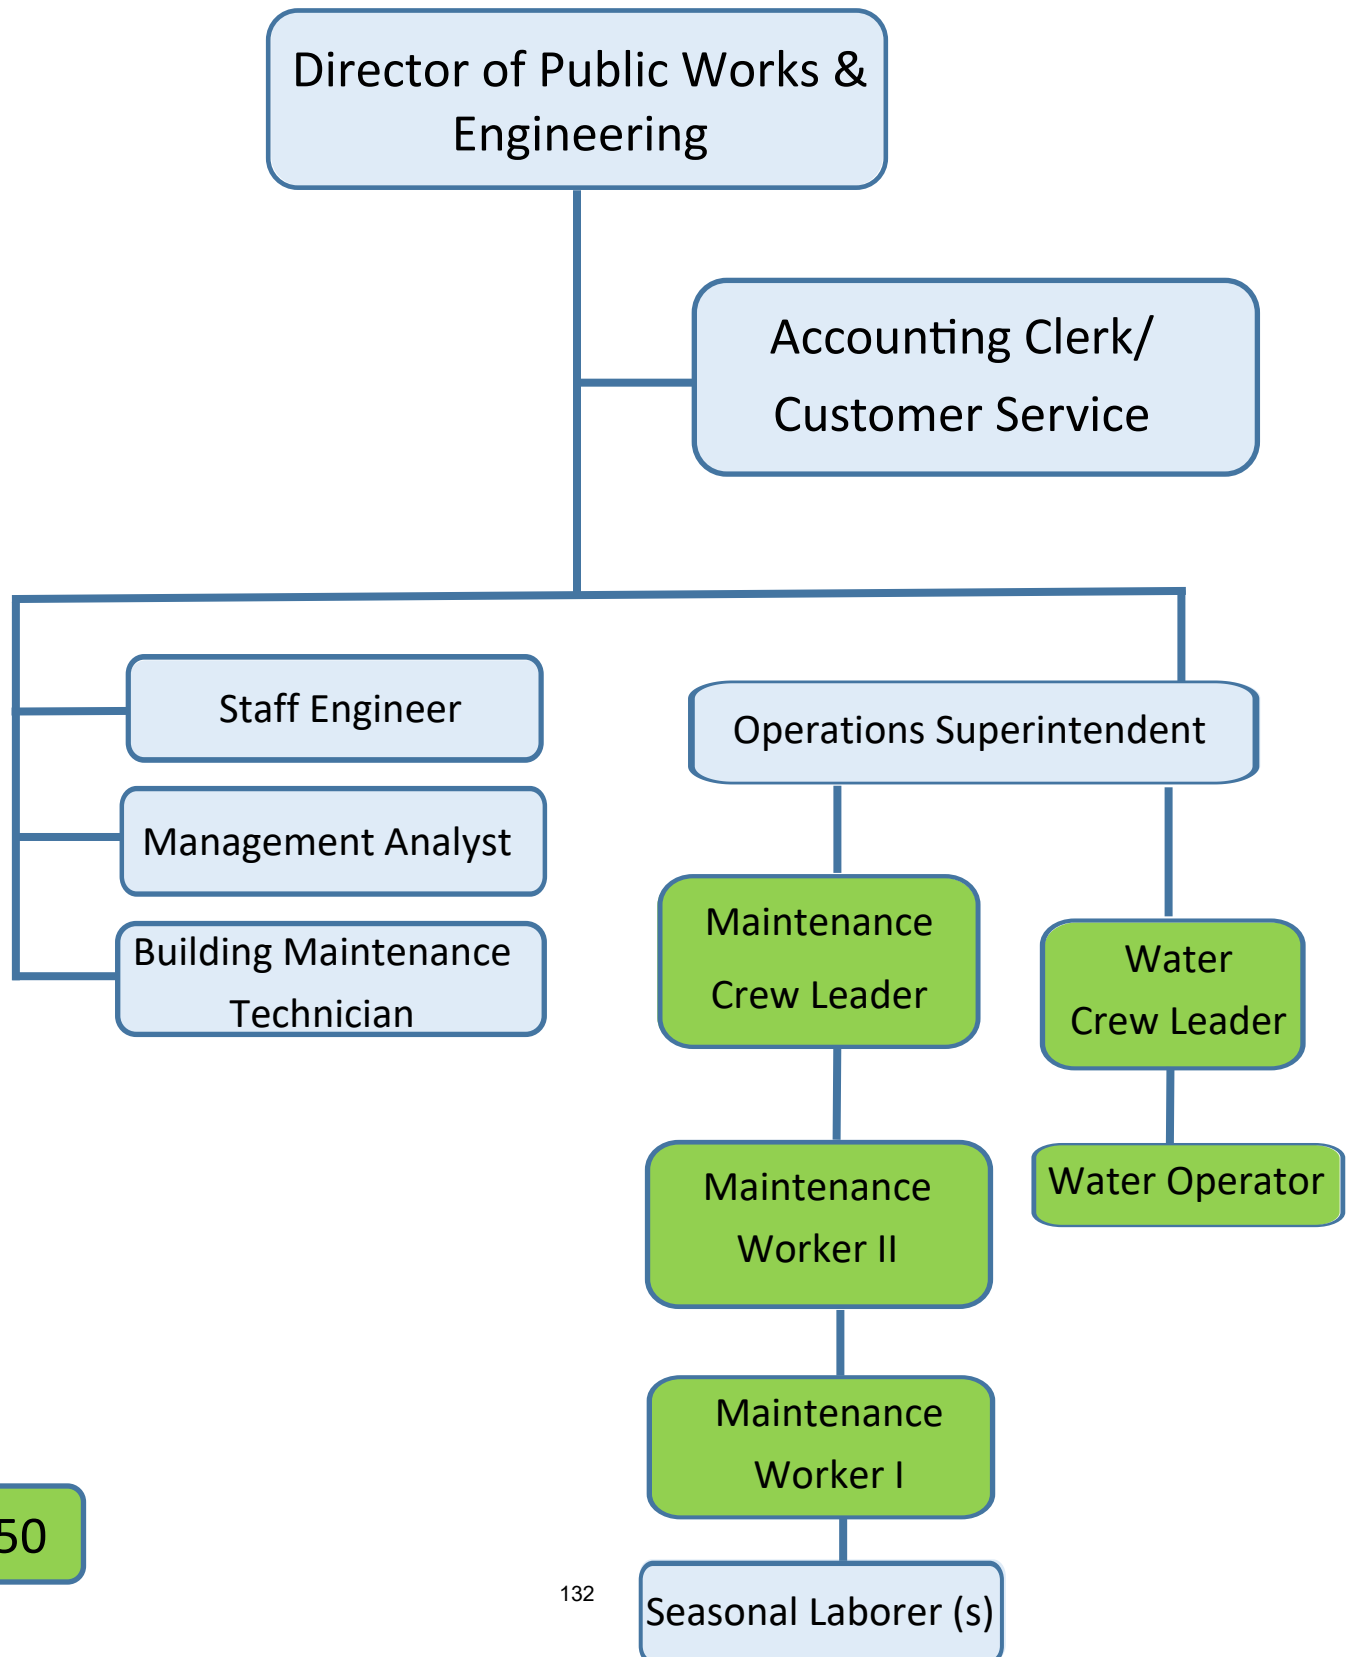 Director of Public Works &
Engineering
Accounting Clerk/
Customer Service
Staff Engineer
Management Analyst
Building Maintenance
Technician
Operations Superintendent
Maintenance
Crew Leader
Water
Crew Leader
Maintenance
Worker II
Water Operator
Maintenance
Worker I
Seasonal Laborer (s)
50
132